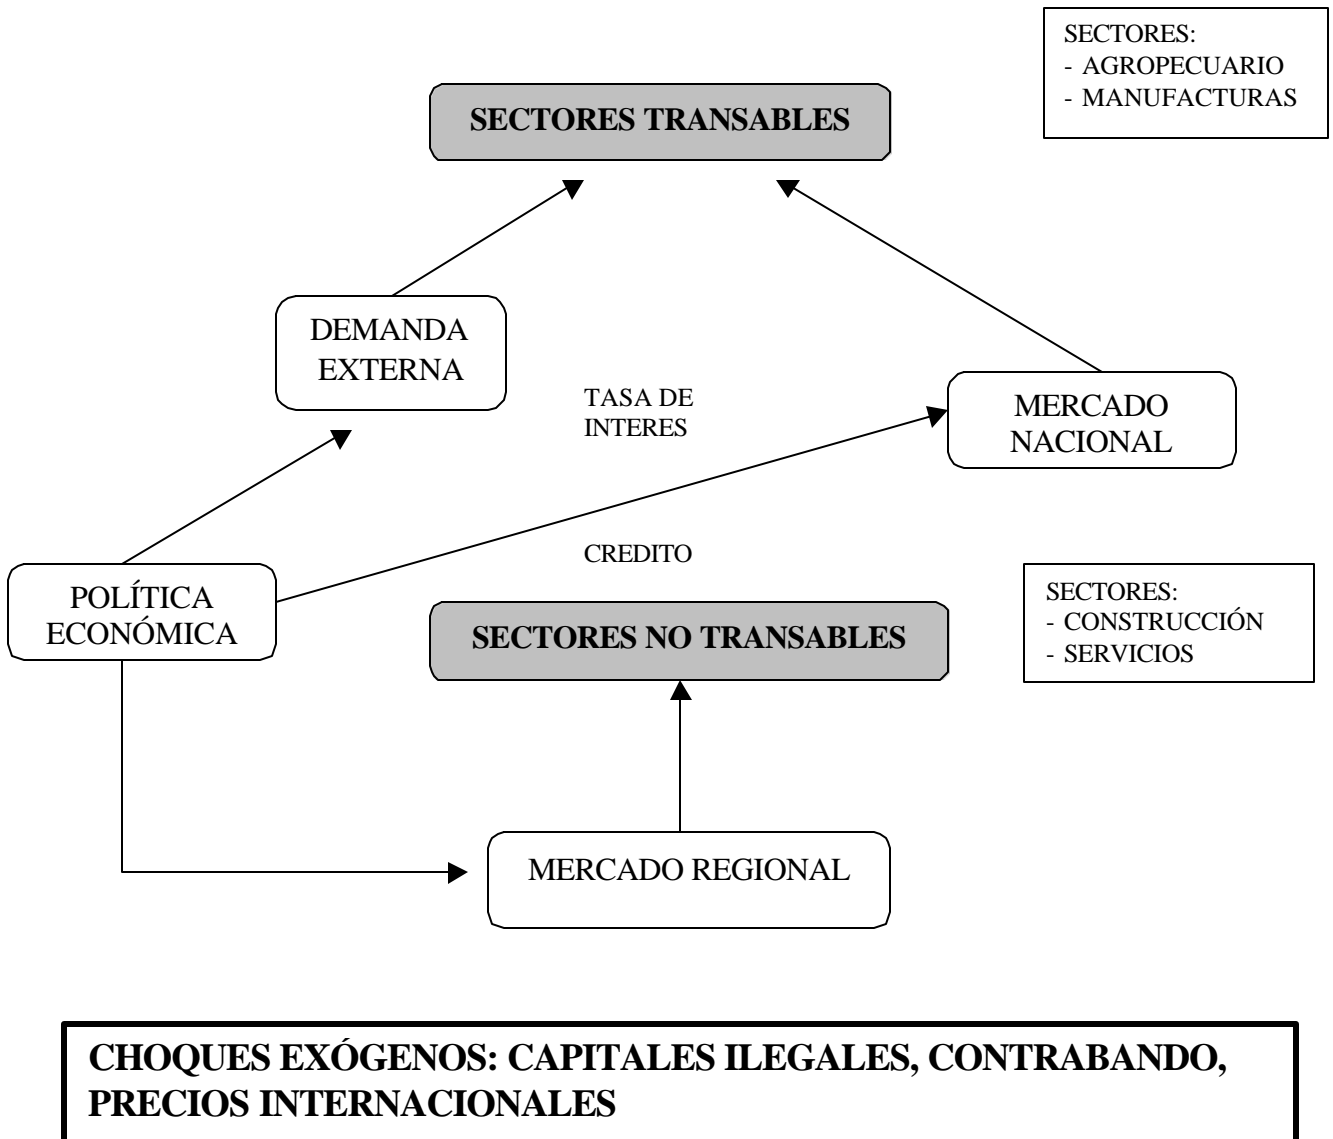 SECTORES:
- AGROPECUARIO
- MANUFACTURAS
SECTORES TRANSABLES
DEMANDA
EXTERNA
TASA DE
INTERES
MERCADO
NACIONAL
CREDITO
POLÍTICA
ECONÓMICA
SECTORES NO TRANSABLES
SECTORES:
- CONSTRUCCIÓN
- SERVICIOS
MERCADO REGIONAL
CHOQUES EXÓGENOS: CAPITALES ILEGALES, CONTRABANDO,
PRECIOS INTERNACIONALES